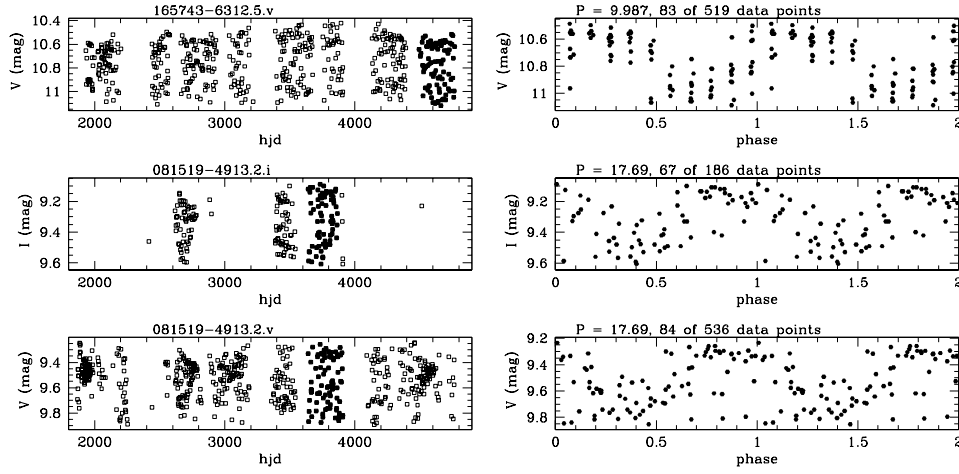 165743-6312.5.v
P = 9.987, 83 of 519 data points
10.4
10.6
10.8
11
V (mag)
2000 3000 4000
hjd
10.6
10.8
11
V (mag)
0 0.5 1 1.5 2
phase
081519-4913.2.i
P = 17.69, 67 of 186 data points
9.2
9.4
9.6
I (mag)
2000 3000 4000
hjd
9.2
9.4
9.6
I (mag)
0 0.5 1 1.5 2
phase
081519-4913.2.v
P = 17.69, 84 of 536 data points
9.4
9.6
9.8
V (mag)
2000 3000 4000
hjd
9.2
9.4
9.6
9.8
V (mag)
0 0.5 1 1.5 2
phase